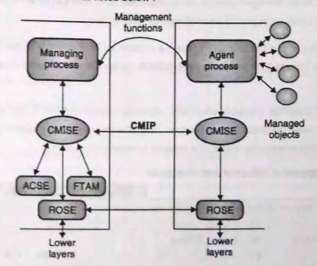 Management
functions
Managing
process
Agent
process
CMISE
CMIP
CMISE
Managed
objects
ACSE
FTAM
ROSE
ROSE
Lower
layers
Lower
layers